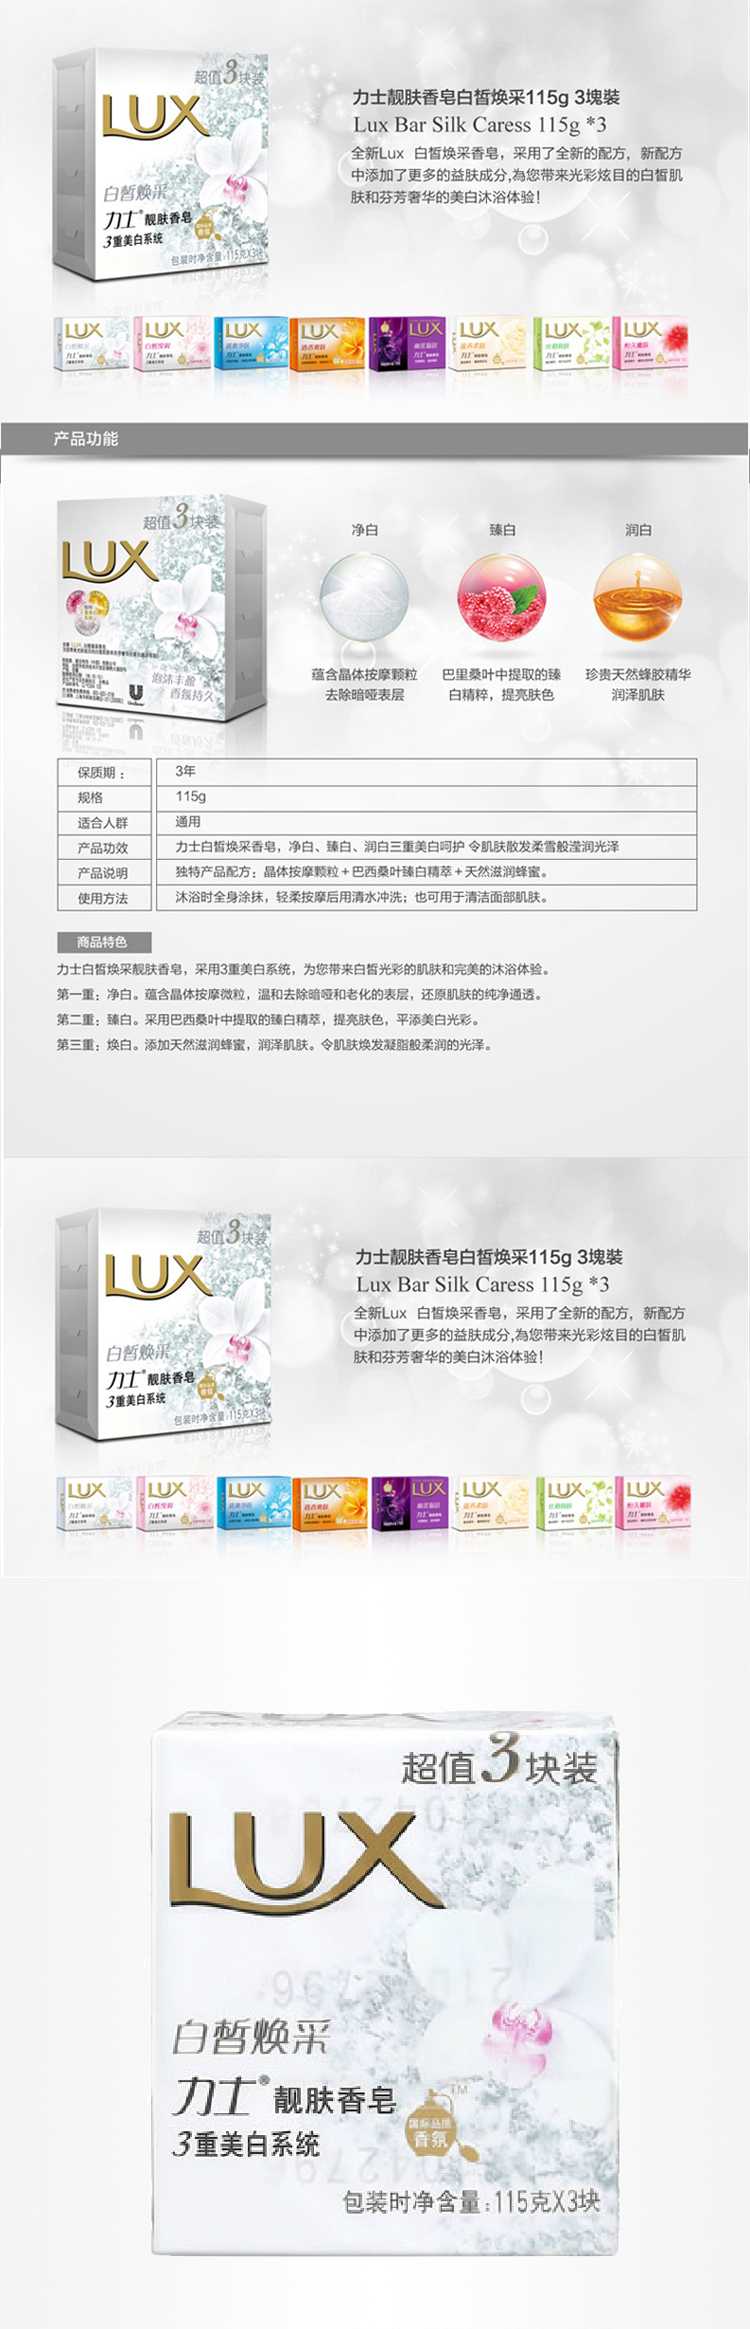 超值3块装
LUX
白皙焕采
力士®靓肤香皂
3重美白系统
包装时净含量:115克X3块
力士靓肤香皂白皙焕采115g 3塊装
Lux Bar Silk Caress 115g *3
全新Lux 白皙焕采香皂，采用了全新的配方，新配方
中添加了更多的益肤成分,為您带来光彩炫目的白皙肌
肤和芬芳奢华的美白沐浴体验！
LUX LUX LUX LUX LUX LUX LUX LUX
产品功能
超值3块装
LUX
泡沫丰盈
香氛持久
Unilever
净白
臻白
润白
蕴含晶体按摩颗粒
去除暗哑表层
巴里桑叶中提取的臻
白精粹，提亮肤色
珍贵天然蜂胶精华
润泽肌肤
保质期： 3年
规格 115g
适合人群 通用
产品功效 力士白皙焕采香皂，净白、臻白、润白三重美白呵护 令肌肤散发柔雪般滢润光泽
产品说明 独特产品配方：晶体按摩颗粒＋巴西桑叶臻白精萃＋天然滋润蜂蜜。
使用方法 沐浴时全身涂抹，轻柔按摩后用清水冲洗；也可用于清洁面部肌肤。
商品特色
力士白皙焕采靓肤香皂，采用3重美白系统，为您带来白皙光彩的肌肤和完美的沐浴体验。
第一重：净白。蕴含晶体按摩微粒，温和去除暗哑和老化的表层，还原肌肤的纯净通透。
第二重：臻白。采用巴西桑叶中提取的臻白精萃，提亮肤色，平添美白光彩。
第三重：焕白。添加天然滋润蜂蜜，润泽肌肤。令肌肤焕发凝脂般柔润的光泽。
超值3块装
LUX
白皙焕采
力士®靓肤香皂
3重美白系统
包装时净含量:115克X3块
力士靓肤香皂白皙焕采115g 3塊装
Lux Bar Silk Caress 115g *3
全新Lux 白皙焕采香皂，采用了全新的配方，新配方
中添加了更多的益肤成分,為您带来光彩炫目的白皙肌
肤和芬芳奢华的美白沐浴体验！
LUX LUX LUX LUX LUX LUX LUX LUX
超值3块装
LUX
白皙焕采
力士®靓肤香皂
3重美白系统
TM
国际品质
香氛
包装时净含量:115克X3块